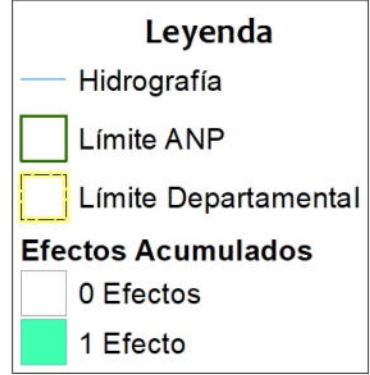 Leyenda
Hidrografía
Límite ANP
Límite Departamental
Efectos Acumulados
0 Efectos
1 Efecto